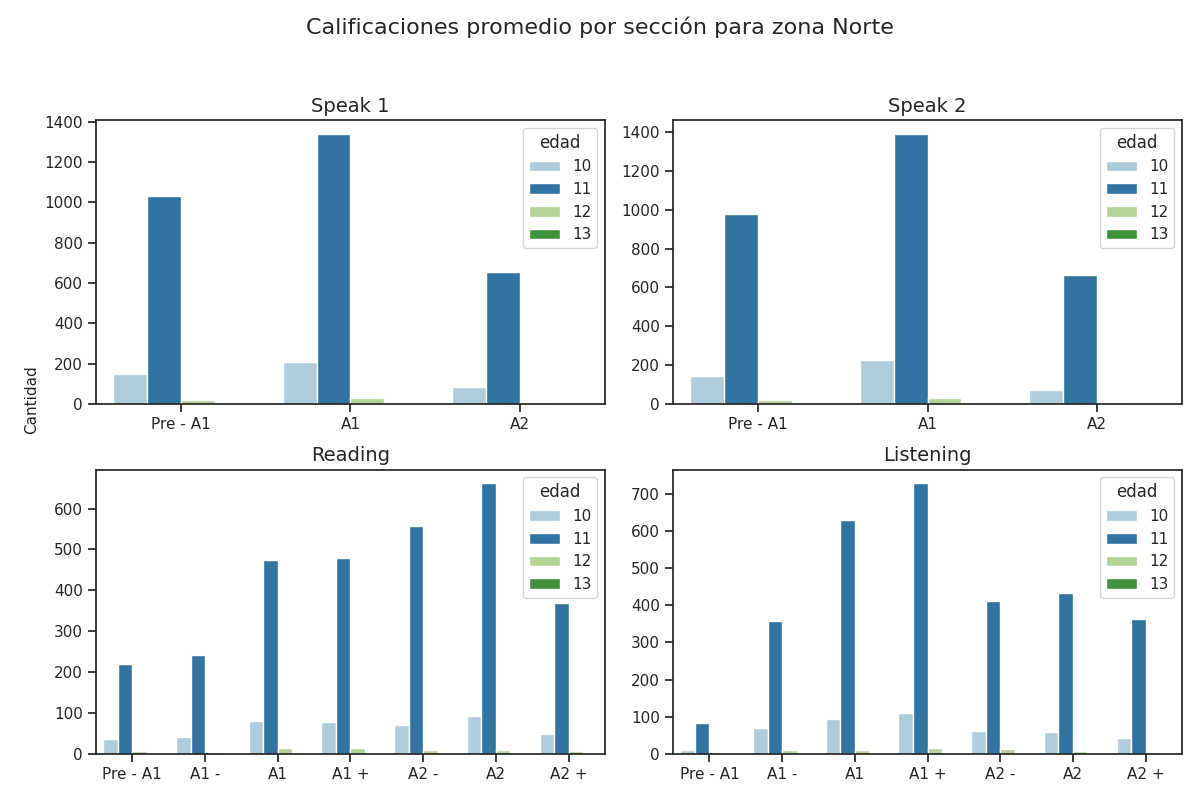 Calificaciones promedio por sección para zona Norte
Speak 1
1400
1200
1000
800
600
400
200
0
Cantidad
Pre - A1
A1
A2
edad
10
11
12
13
Speak 2
1400
1200
1000
800
600
400
200
0
Pre - A1
A1
A2
edad
10
11
12
13
Reading
600
500
400
300
200
100
0
Pre - A1
A1 -
A1
A1 +
A2 -
A2
A2 +
edad
10
11
12
13
Listening
700
600
500
400
300
200
100
0
Pre - A1
A1 -
A1
A1 +
A2 -
A2
A2 +
edad
10
11
12
13